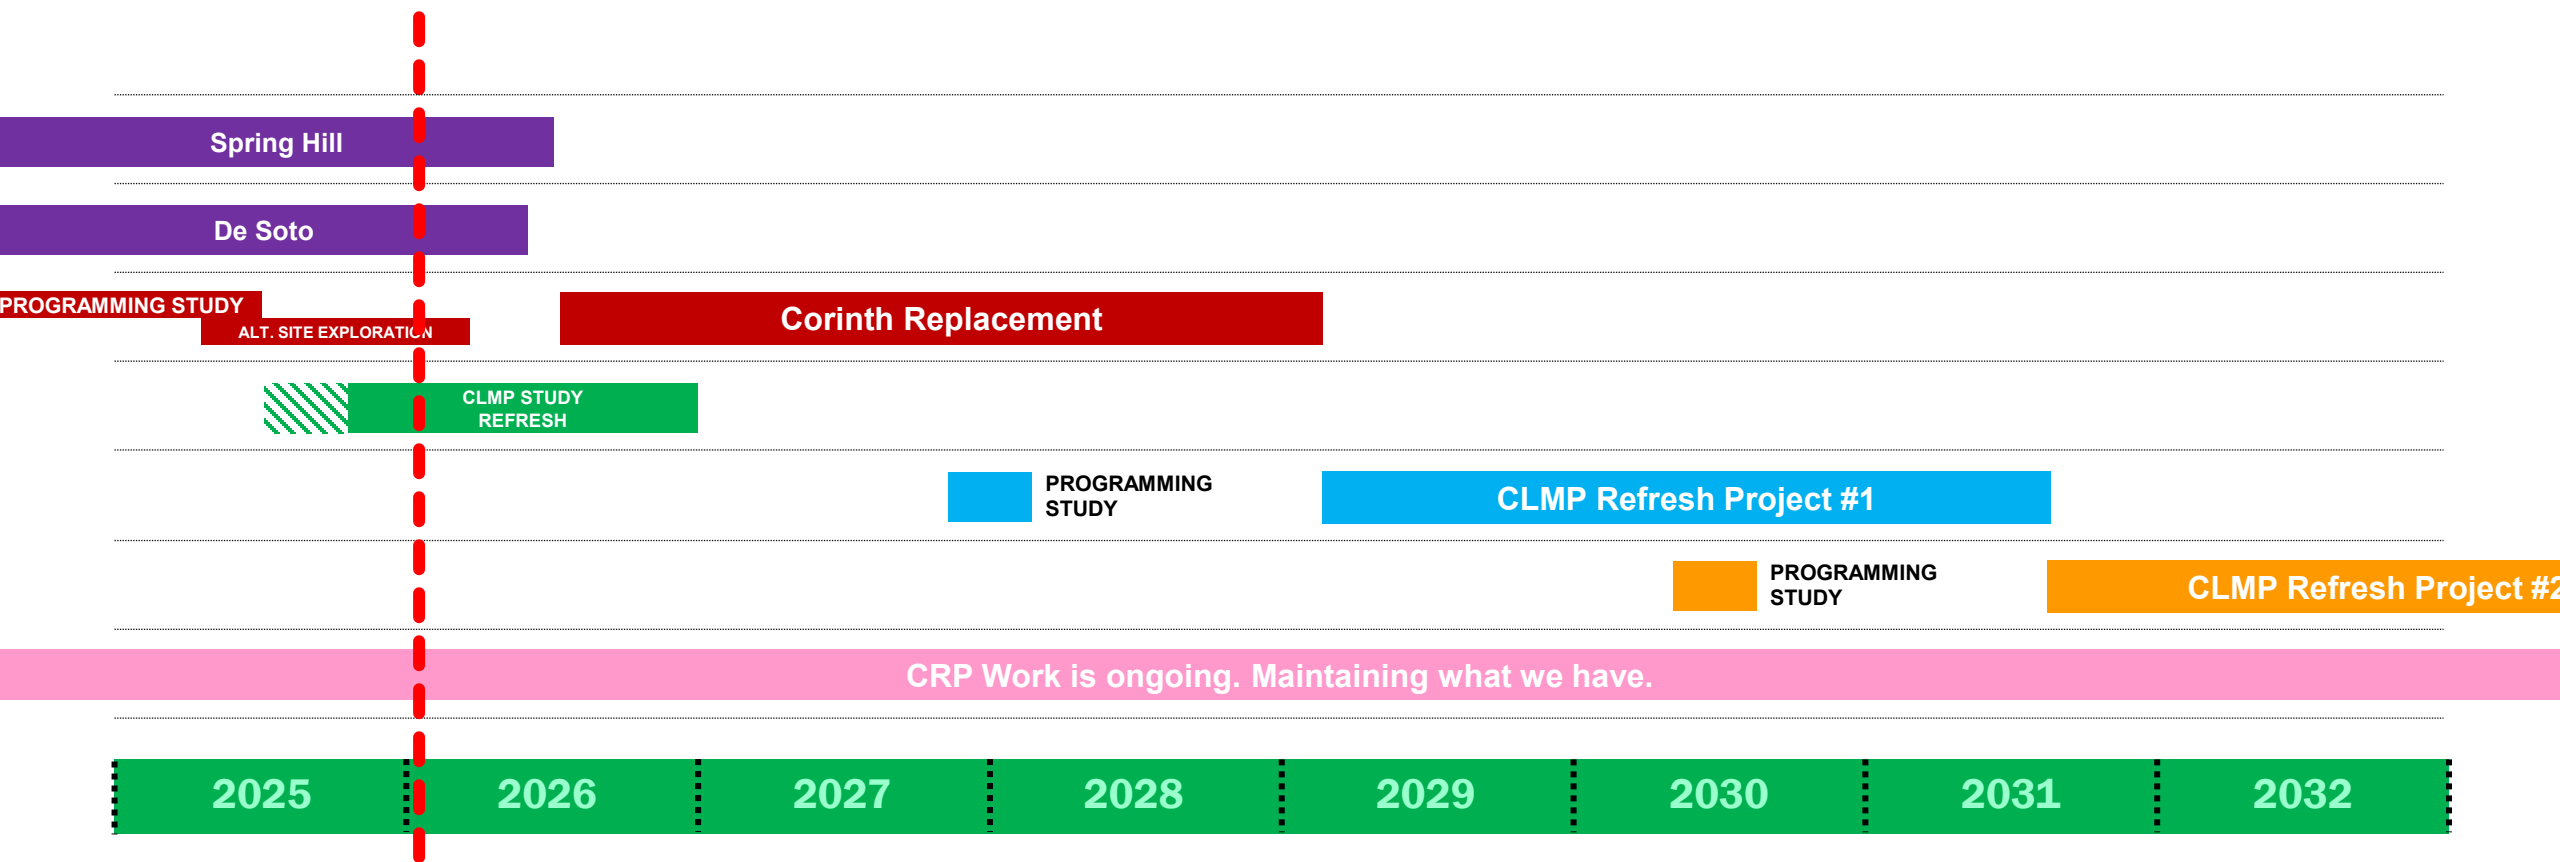 Spring Hill
De Soto
PROGRAMMING STUDY
ALT. SITE EXPLORATION
Corinth Replacement
CLMP STUDY
REFRESH
PROGRAMMING
STUDY
CLMP Refresh Project #1
PROGRAMMING
STUDY
CLMP Refresh Project #2
CRP Work is ongoing. Maintaining what we have.
2025 2026 2027 2028 2029 2030 2031 2032